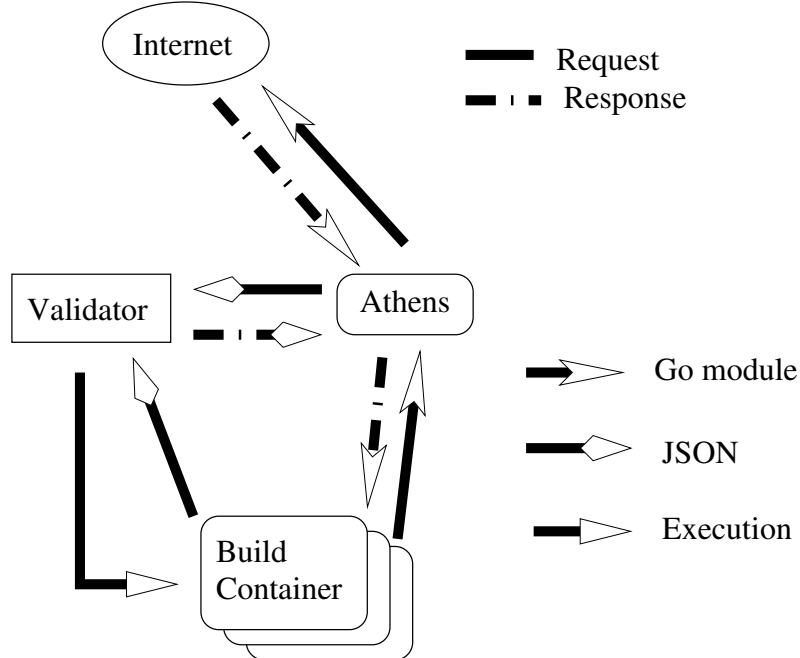 Internet
Request
Response
Validator
Athens
Go module
JSON
Execution
Build
Container